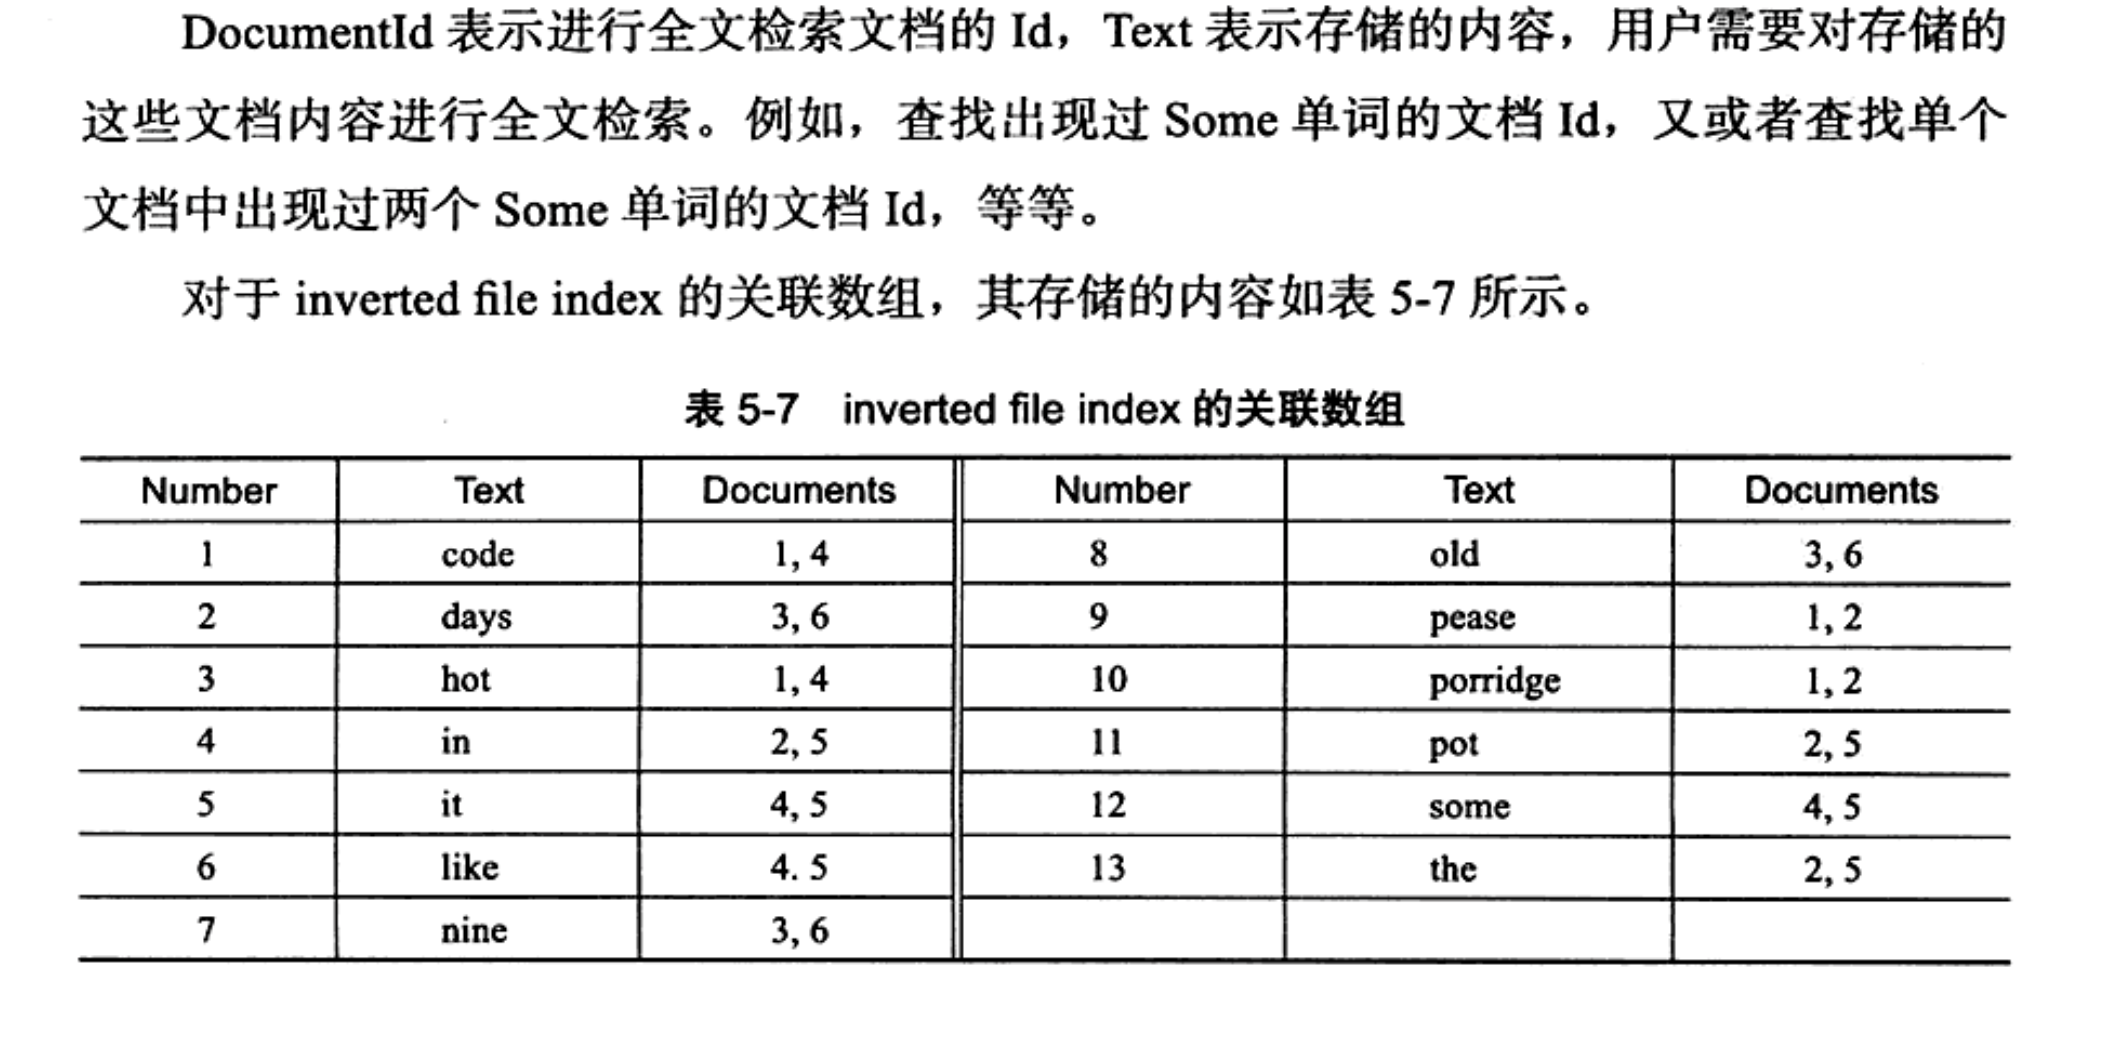 DocumentId 表示进行全文检索文档的 Id，Text 表示存储的内容，用户需要对存储的
这些文档内容进行全文检索。例如，查找出现过 Some 单词的文档 Id，又或者查找单个
文档中出现过两个 Some 单词的文档 Id，等等。
对于 inverted file index 的关联数组，其存储的内容如表 5-7 所示。
表 5-7 inverted file index 的关联数组
Number Text Documents Number Text Documents
1 code 1, 4 8 old 3, 6
2 days 3, 6 9 pease 1, 2
3 hot 1, 4 10 porridge 1, 2
4 in 2, 5 11 pot 2, 5
5 it 4, 5 12 some 4, 5
6 like 4. 5 13 the 2, 5
7 nine 3, 6